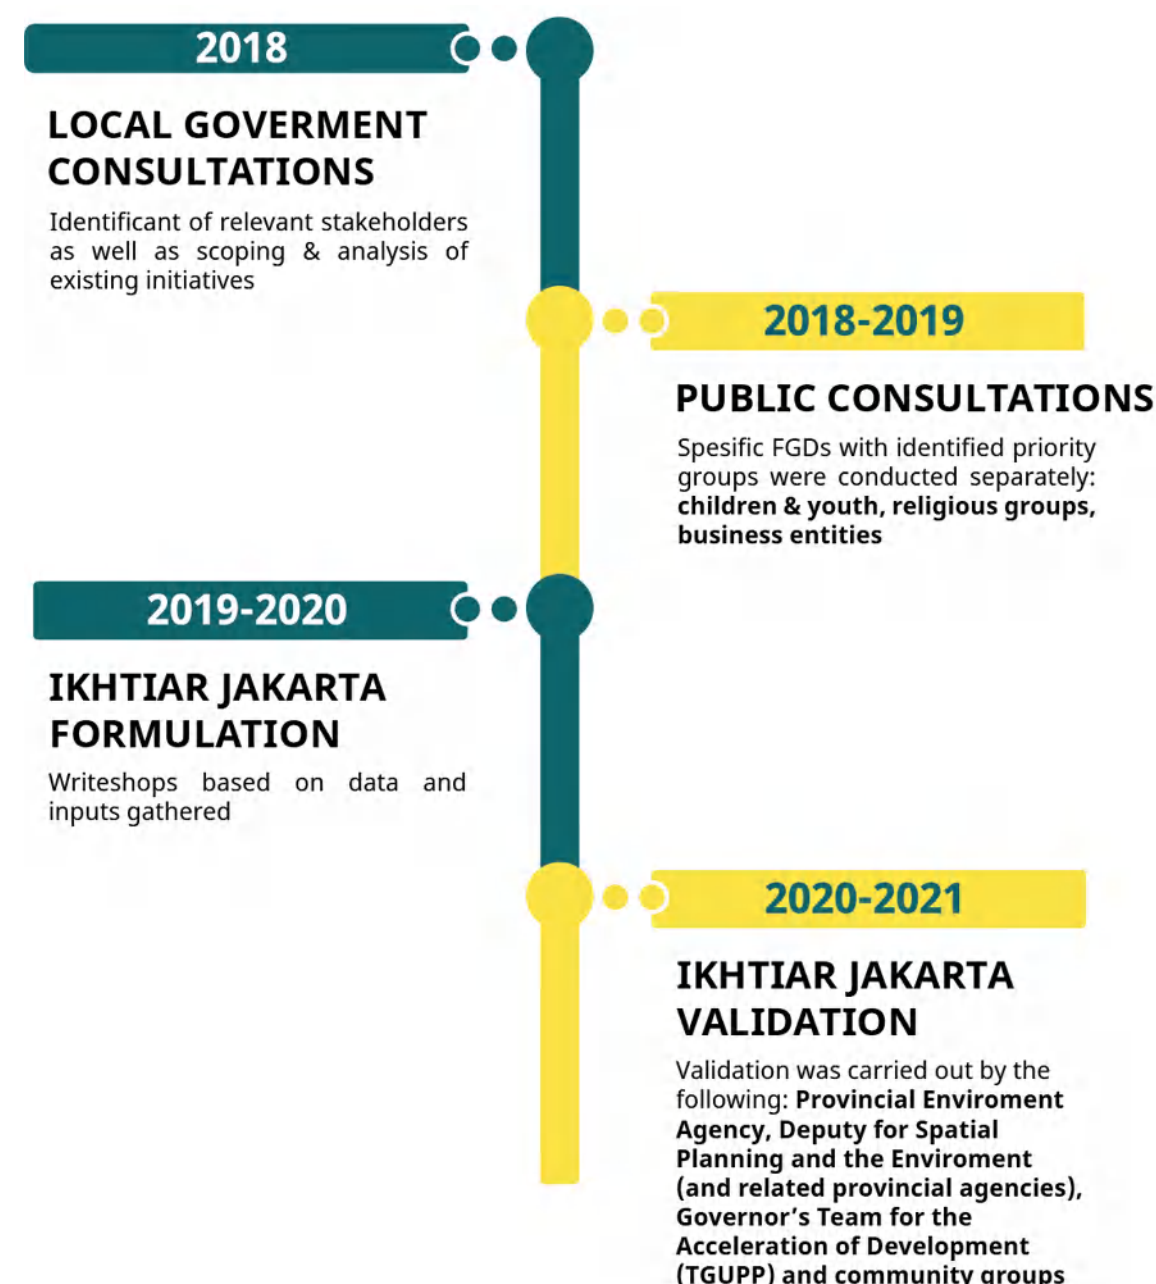 2018
LOCAL GOVERMENT
CONSULTATIONS
Identificant of relevant stakeholders
as well as scoping & analysis of
existing initiatives
2018-2019
PUBLIC CONSULTATIONS
Spesific FGDs with identified priority
groups were conducted separately:
children & youth, religious groups,
business entities
2019-2020
IKHTIAR JAKARTA
FORMULATION
Writeshops based on data and
inputs gathered
2020-2021
IKHTIAR JAKARTA
VALIDATION
Validation was carried out by the
following: Provincial Enviroment
Agency, Deputy for Spatial
Planning and the Enviroment
(and related provincial agencies),
Governor’s Team for the
Acceleration of Development
(TGUPP) and community groups